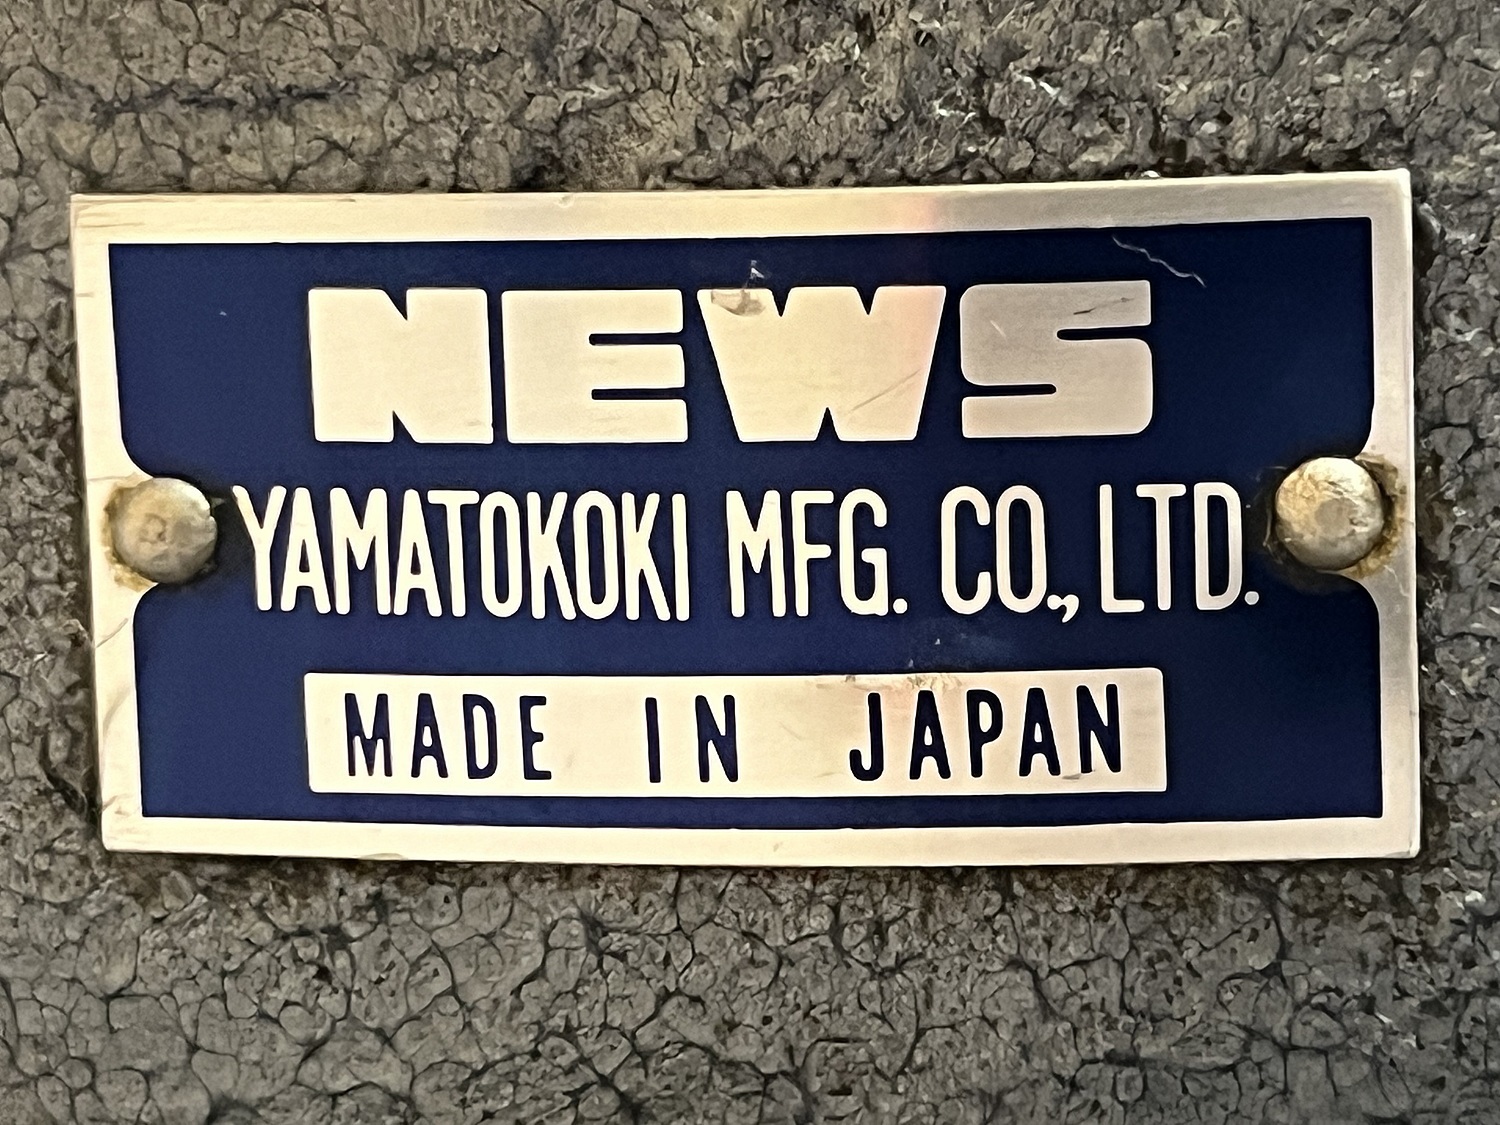 NEWS
YAMATOKOKI MFG. CO., LTD.
MADE IN JAPAN